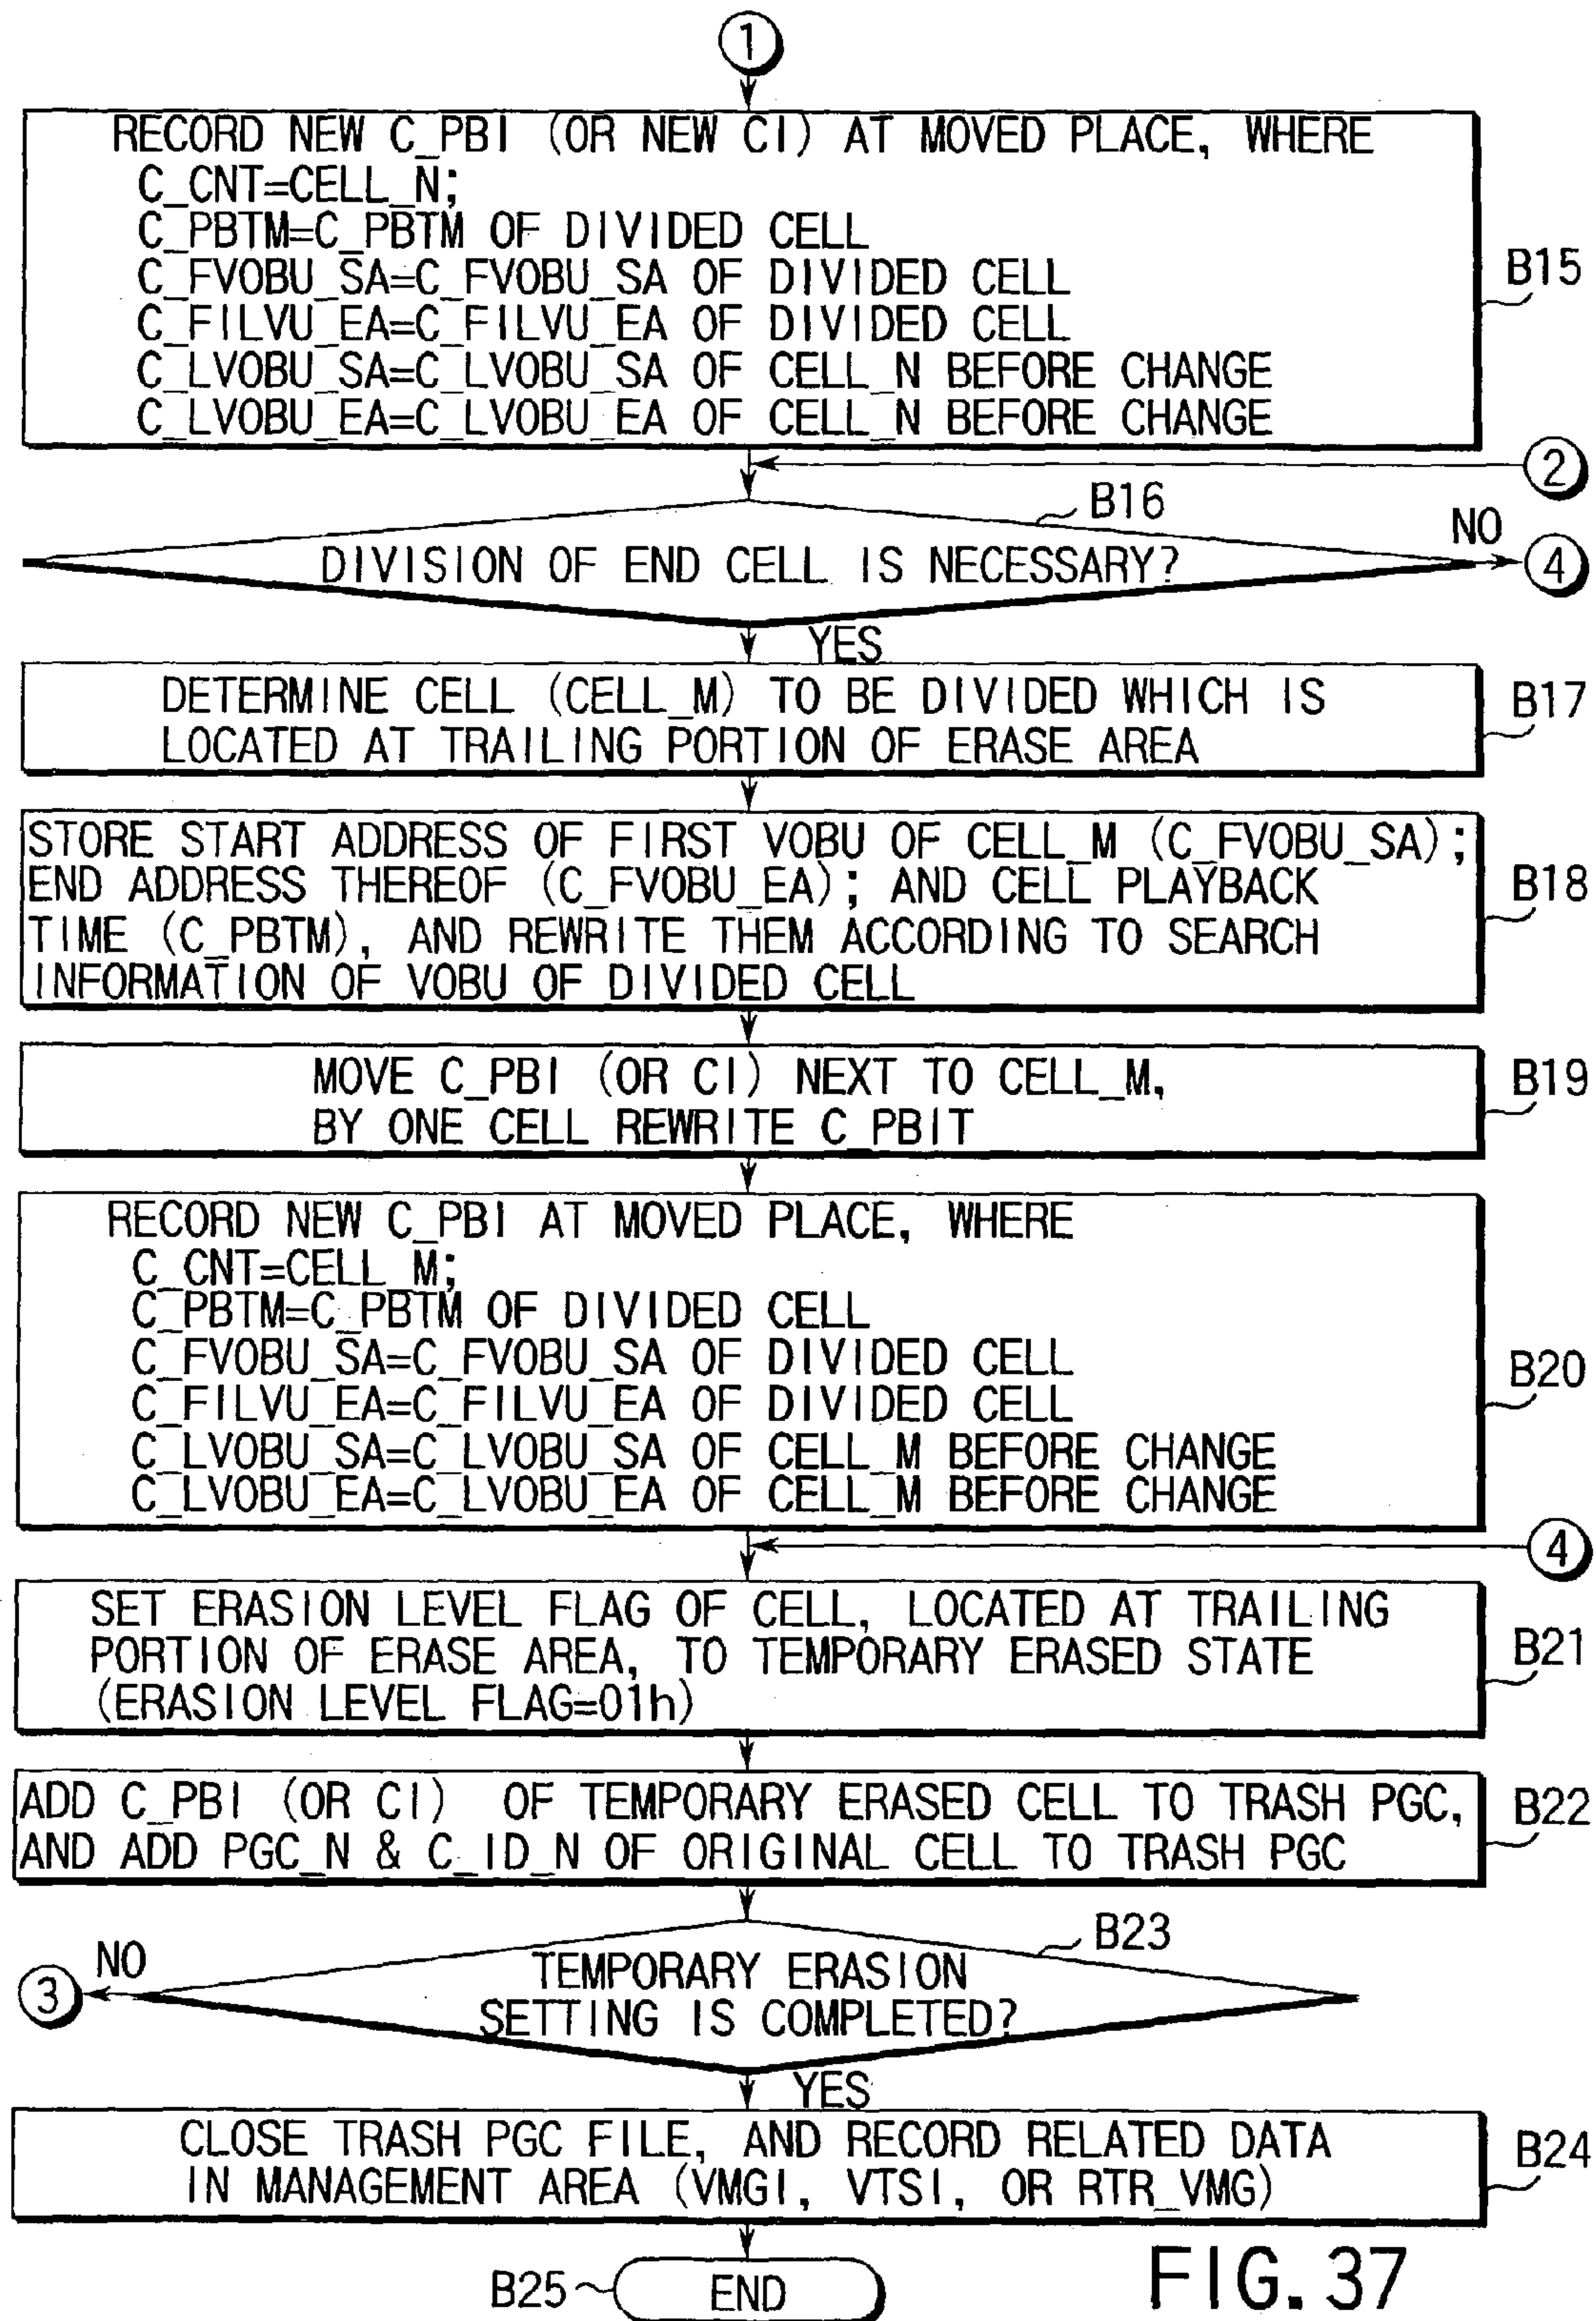 1
RECORD NEW C_PBI (OR NEW CI) AT MOVED PLACE, WHERE
C_CNT=CELL_N;
C_PBTM=C_PBTM OF DIVIDED CELL
C_FVOBU_SA=C_FVOBU_SA OF DIVIDED CELL
C_FILVU_EA=C_FILVU_EA OF DIVIDED CELL
C_LVOBU_SA=C_LVOBU_SA OF CELL_N BEFORE CHANGE
C_LVOBU_EA=C_LVOBU_EA OF CELL_N BEFORE CHANGE
B15
2
B16
DIVISION OF END CELL IS NECESSARY?
NO
4
YES
DETERMINE CELL (CELL_M) TO BE DIVIDED WHICH IS
LOCATED AT TRAILING PORTION OF ERASE AREA
B17
STORE START ADDRESS OF FIRST VOBU OF CELL_M (C_FVOBU_SA);
END ADDRESS THEREOF (C_FVOBU_EA); AND CELL PLAYBACK
TIME (C_PBTM), AND REWRITE THEM ACCORDING TO SEARCH
INFORMATION OF VOBU OF DIVIDED CELL
B18
MOVE C_PBI (OR CI) NEXT TO CELL_M,
BY ONE CELL REWRITE C_PBIT
B19
RECORD NEW C_PBI AT MOVED PLACE, WHERE
C_CNT=CELL_M;
C_PBTM=C_PBTM OF DIVIDED CELL
C_FVOBU_SA=C_FVOBU_SA OF DIVIDED CELL
C_FILVU_EA=C_FILVU_EA OF DIVIDED CELL
C_LVOBU_SA=C_LVOBU_SA OF CELL_M BEFORE CHANGE
C_LVOBU_EA=C_LVOBU_EA OF CELL_M BEFORE CHANGE
B20
4
SET ERASION LEVEL FLAG OF CELL, LOCATED AT TRAILING
PORTION OF ERASE AREA, TO TEMPORARY ERASED STATE
(ERASION LEVEL FLAG=01h)
B21
ADD C_PBI (OR CI) OF TEMPORARY ERASED CELL TO TRASH PGC,
AND ADD PGC_N & C_ID_N OF ORIGINAL CELL TO TRASH PGC
B22
B23
TEMPORARY ERASION
SETTING IS COMPLETED?
NO
3
YES
CLOSE TRASH PGC FILE, AND RECORD RELATED DATA
IN MANAGEMENT AREA (VMGI, VTSI, OR RTR_VMG)
B24
B25
END
FIG. 37